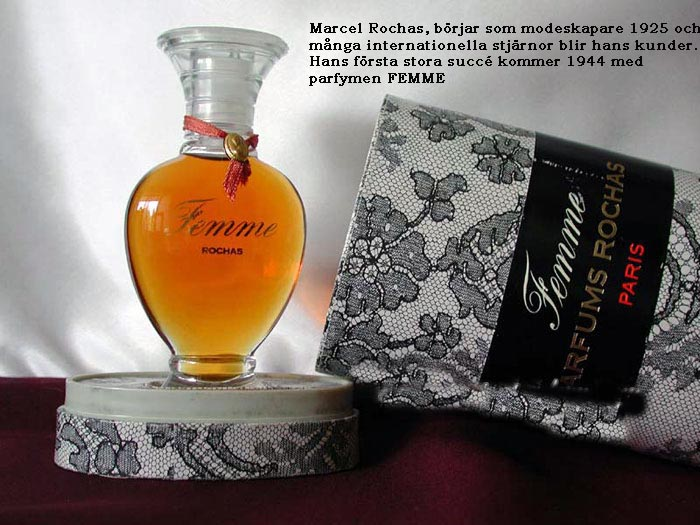 Marcel Rochas, börjar som modeskapare 1925 och
många internationella stjärnor blir hans kunder.
Hans första stora succé kommer 1944 med
parfymen FEMME
Femme
ROCHAS
Femme
PARFUMS ROCHAS
PARIS